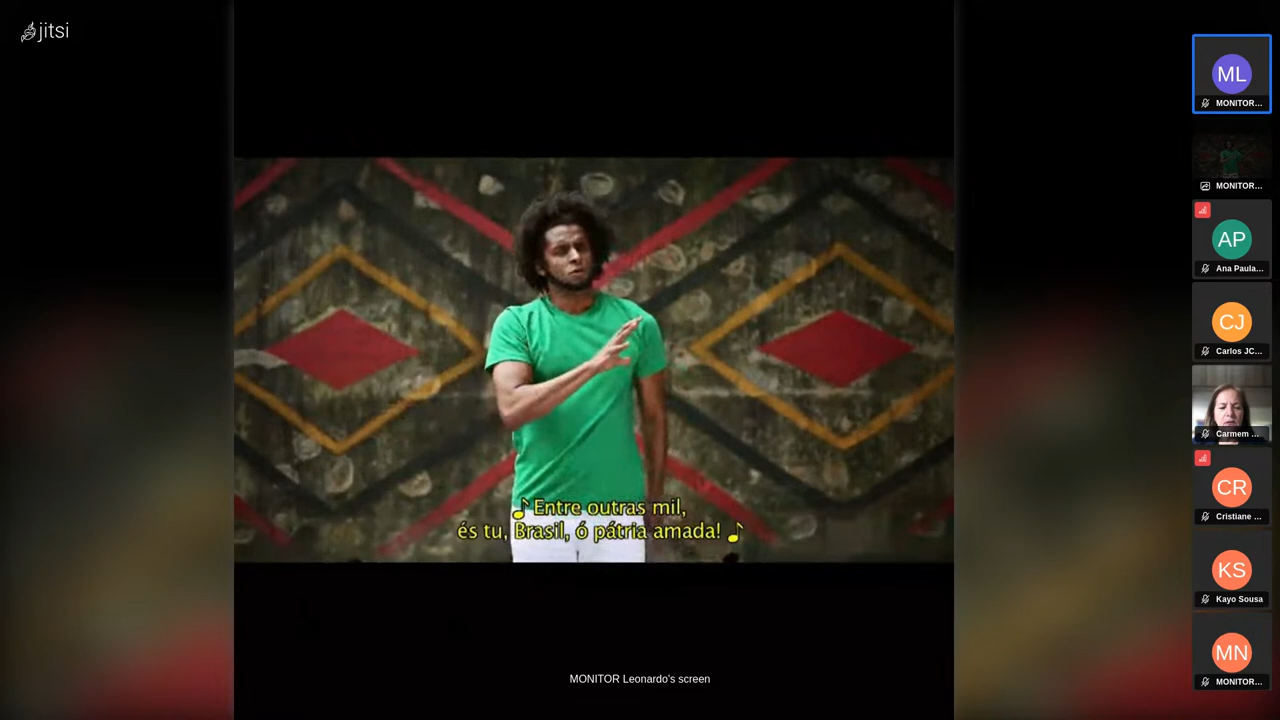 jitsi
♪ Entre outras mil,
és tu, Brasil, ó pátria amada! ♪
MONITOR Leonardo's screen
ML
MONITOR...
MONITOR...
AP
Ana Paula...
CJ
Carlos JC...
Carmem ...
CR
Cristiane ...
KS
Kayo Sousa
MN
MONITOR...